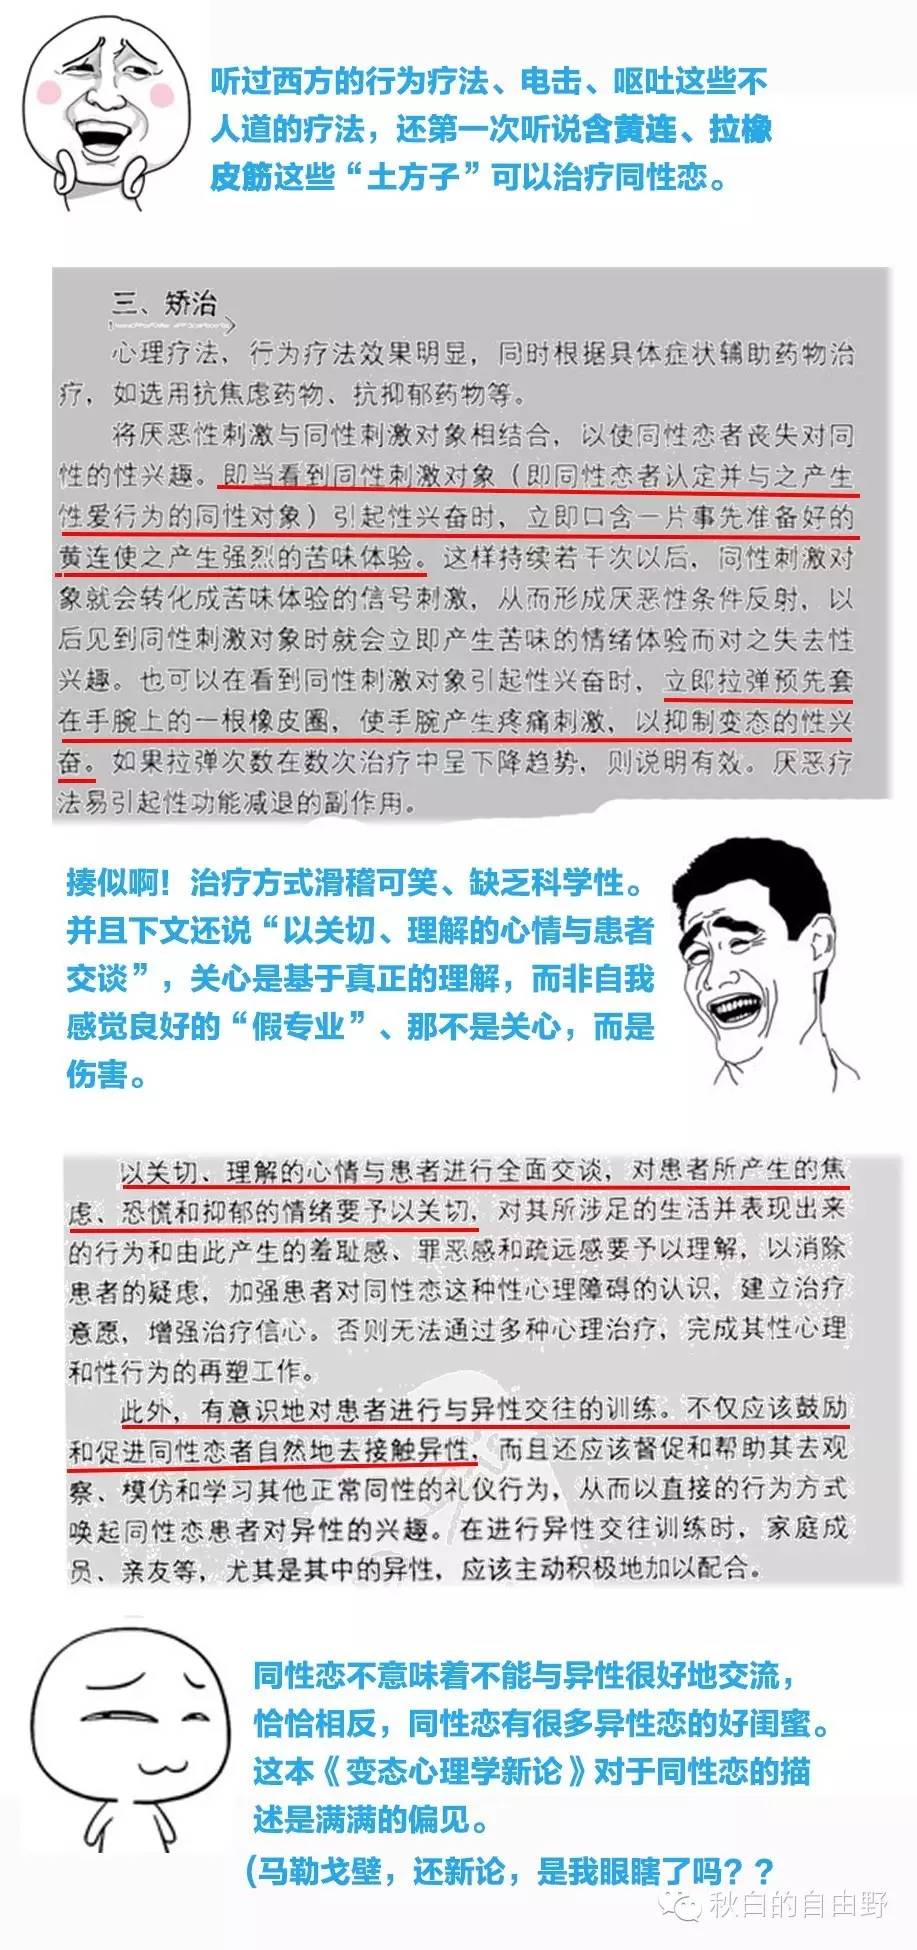 听过西方的行为疗法、电击、呕吐这些不
人道的疗法，还第一次听说含黄连、拉橡
皮筋这些“土方子”可以治疗同性恋。
三、矫治
心理疗法，行为疗法效果明显，同时根据具体症状辅助药物治
疗，如选用抗焦虑药物、抗抑郁药物等。
将厌恶性刺激与同性刺激对象相结合，以使同性恋者丧失对同
性的性兴趣。即当看到同性刺激对象（即同性恋者认定并与之产生
性爱行为的同性对象）引起性兴奋时，立即口含一片事先准备好的
黄连使之产生强烈的苦味体验。这样持续若干次以后，同性刺激对
象就会转化成苦味体验的信号刺激，从而形成厌恶性条件反射，以
后见到同性刺激对象时就会立即产生苦味的情绪体验而对之失去性
兴趣。也可以在看到同性刺激对象引起性兴奋时，立即拉弹预先套
在手腕上的一根橡皮圈，使手腕产生疼痛刺激，以抑制变态的性兴
奋。如果拉弹次数在数次治疗中呈下降趋势，则说明有效。厌恶疗
法易引起性功能减退的副作用。
揍似啊！治疗方式滑稽可笑、缺乏科学性。
并且下文还说“以关切、理解的心情与患者
交谈”，关心是基于真正的理解，而非自我
感觉良好的“假专业”、那不是关心，而是
伤害。
以关切、理解的心情与患者进行全面交谈，对患者所产生的焦
虑、恐慌和抑郁的情绪要予以关切，对其所涉足的生活并表现出来
的行为和由此产生的羞耻感、罪恶感和疏远感要予以理解，以消除
患者的疑虑，加强患者对同性恋这种性心理障碍的认识，建立治疗
意愿，增强治疗信心。否则无法通过多种心理治疗，完成其性心理
和性行为的再塑工作。
此外，有意识地对患者进行与异性交往的训练。不仅应该鼓励
和促进同性恋者自然地去接触异性，而且还应该督促和帮助其去观
察、模仿和学习其他正常同性的礼仪行为，从而以直接的行为方式
唤起同性恋患者对异性的兴趣。在进行异性交往训练时，家庭成
员、亲友等，尤其是其中的异性，应该主动积极地加以配合。
同性恋不意味着不能与异性很好地交流，
恰恰相反，同性恋有很多异性恋的好闺蜜。
这本《变态心理学新论》对于同性恋的描
述是满满的偏见。
(马勒戈壁，还新论，是我眼瞎了吗？？
秋白的自由野